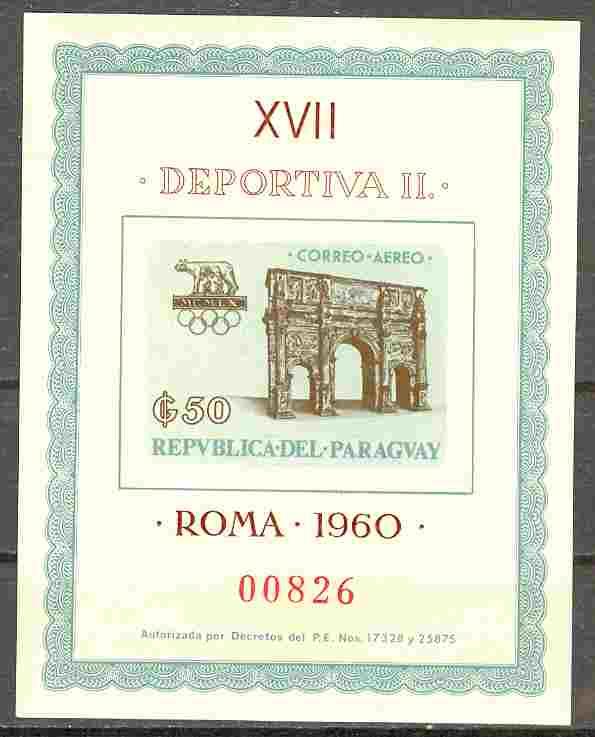 XVII
· DEPORTIVA II. ·
· CORREO · AEREO ·
₲ 50
REPVBLICA · DEL · PARAGVAY
· ROMA · 1960 ·
00826
Autorizada por Decretos del P.E. Nos. 17328 y 25875